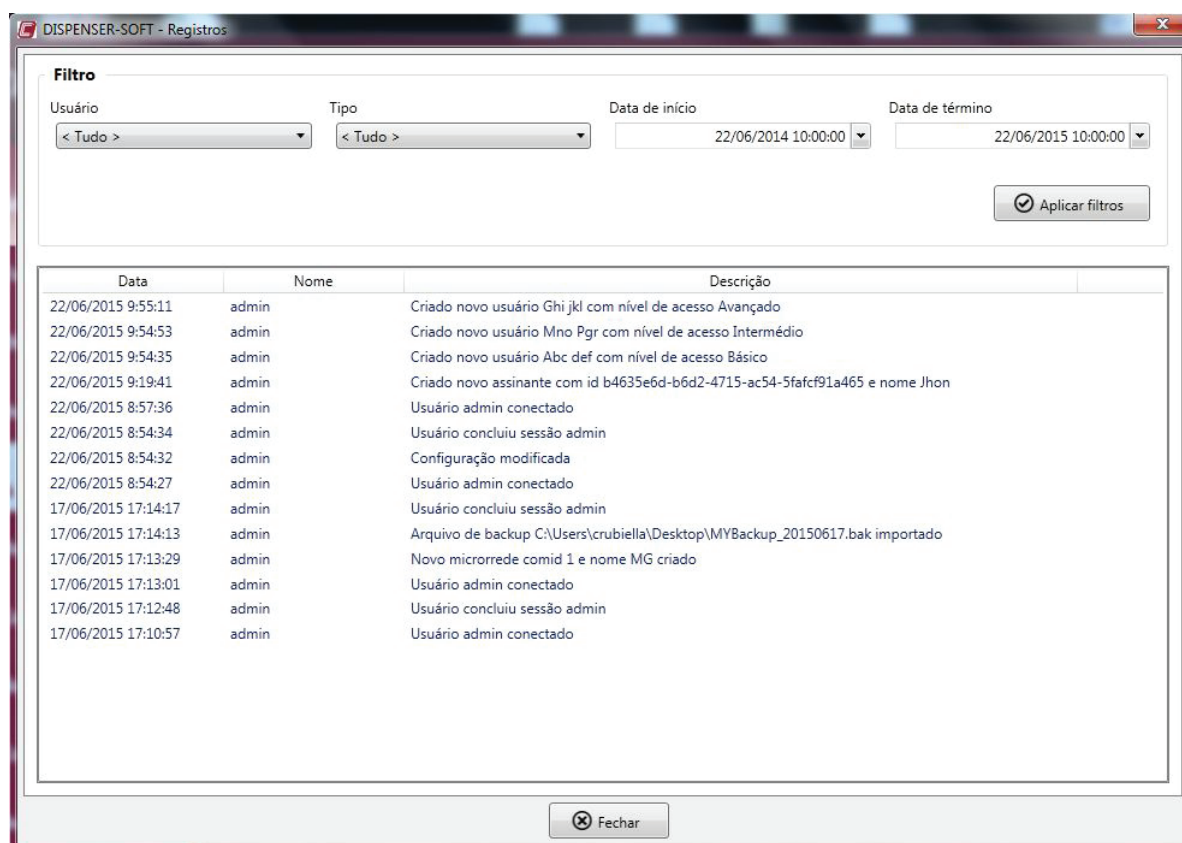 DISPENSER-SOFT - Registros
Filtro
Usuário Tipo Data de início Data de término
< Tudo > < Tudo > 22/06/2014 10:00:00 22/06/2015 10:00:00
Aplicar filtros
Data Nome Descrição
22/06/2015 9:55:11 admin Criado novo usuário Ghi jkl com nível de acesso Avançado
22/06/2015 9:54:53 admin Criado novo usuário Mno Pgr com nível de acesso Intermédio
22/06/2015 9:54:35 admin Criado novo usuário Abc def com nível de acesso Básico
22/06/2015 9:19:41 admin Criado novo assinante com id b4635e6d-b6d2-4715-ac54-5fafcf91a465 e nome Jhon
22/06/2015 8:57:36 admin Usuário admin conectado
22/06/2015 8:54:34 admin Usuário concluiu sessão admin
22/06/2015 8:54:32 admin Configuração modificada
22/06/2015 8:54:27 admin Usuário admin conectado
17/06/2015 17:14:17 admin Usuário concluiu sessão admin
17/06/2015 17:14:13 admin Arquivo de backup C:\Users\crubiella\Desktop\MYBackup_20150617.bak importado
17/06/2015 17:13:29 admin Novo microrrede comid 1 e nome MG criado
17/06/2015 17:13:01 admin Usuário admin conectado
17/06/2015 17:12:48 admin Usuário concluiu sessão admin
17/06/2015 17:10:57 admin Usuário admin conectado
Fechar